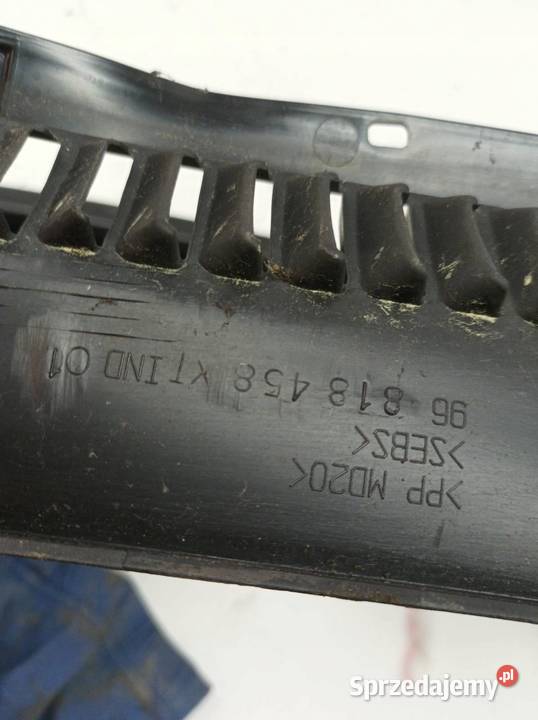 >PP MD20<
>SEBS<
96 818 458 XT IND 01
Sprzedajemy.pl